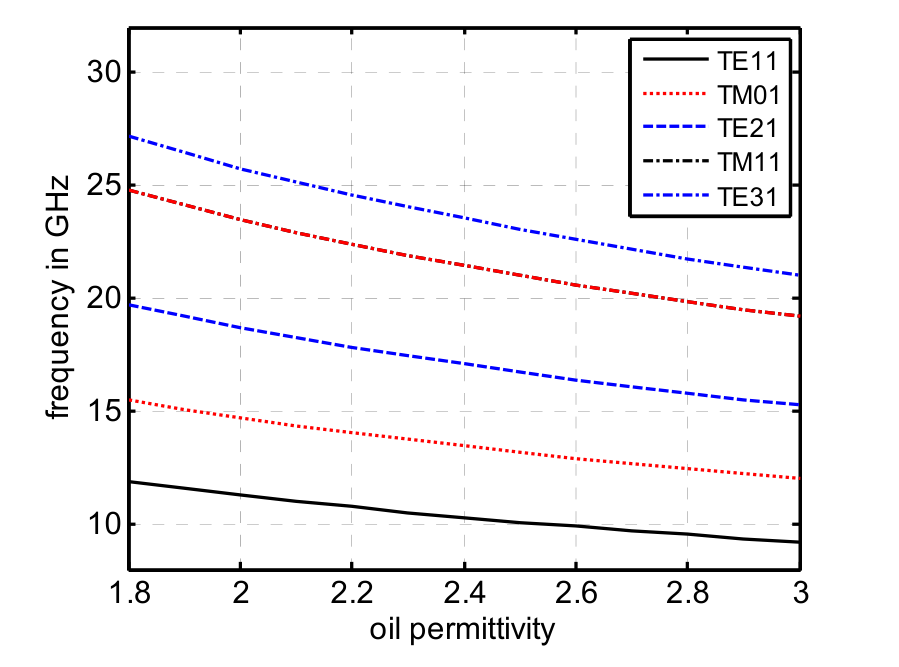 30
25
20
15
10
frequency in GHz
TE11
TM01
TE21
TM11
TE31
1.8 2 2.2 2.4 2.6 2.8 3
oil permittivity